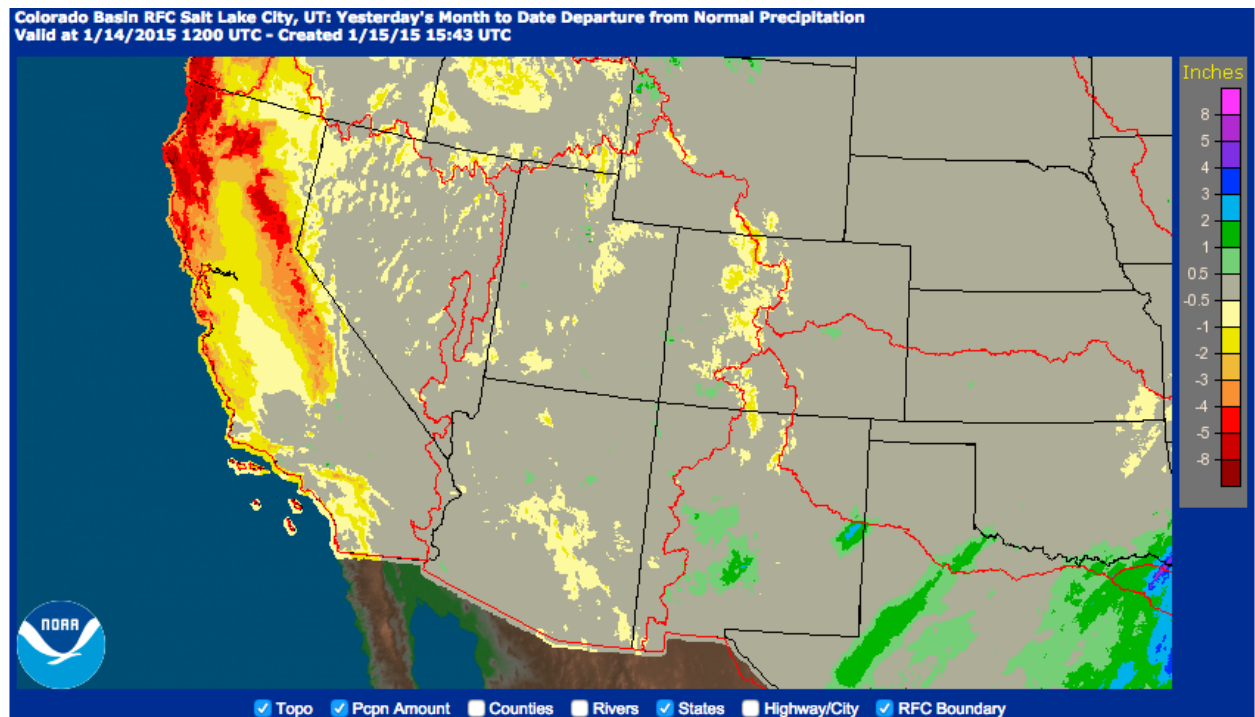 Colorado Basin RFC Salt Lake City, UT: Yesterday's Month to Date Departure from Normal Precipitation
Valid at 1/14/2015 1200 UTC - Created 1/15/15 15:43 UTC
Inches
8
5
4
3
2
1
0.5
-0.5
-1
-2
-3
-4
-5
-8
NOAA
Topo Pcpn Amount Counties Rivers States Highway/City RFC Boundary